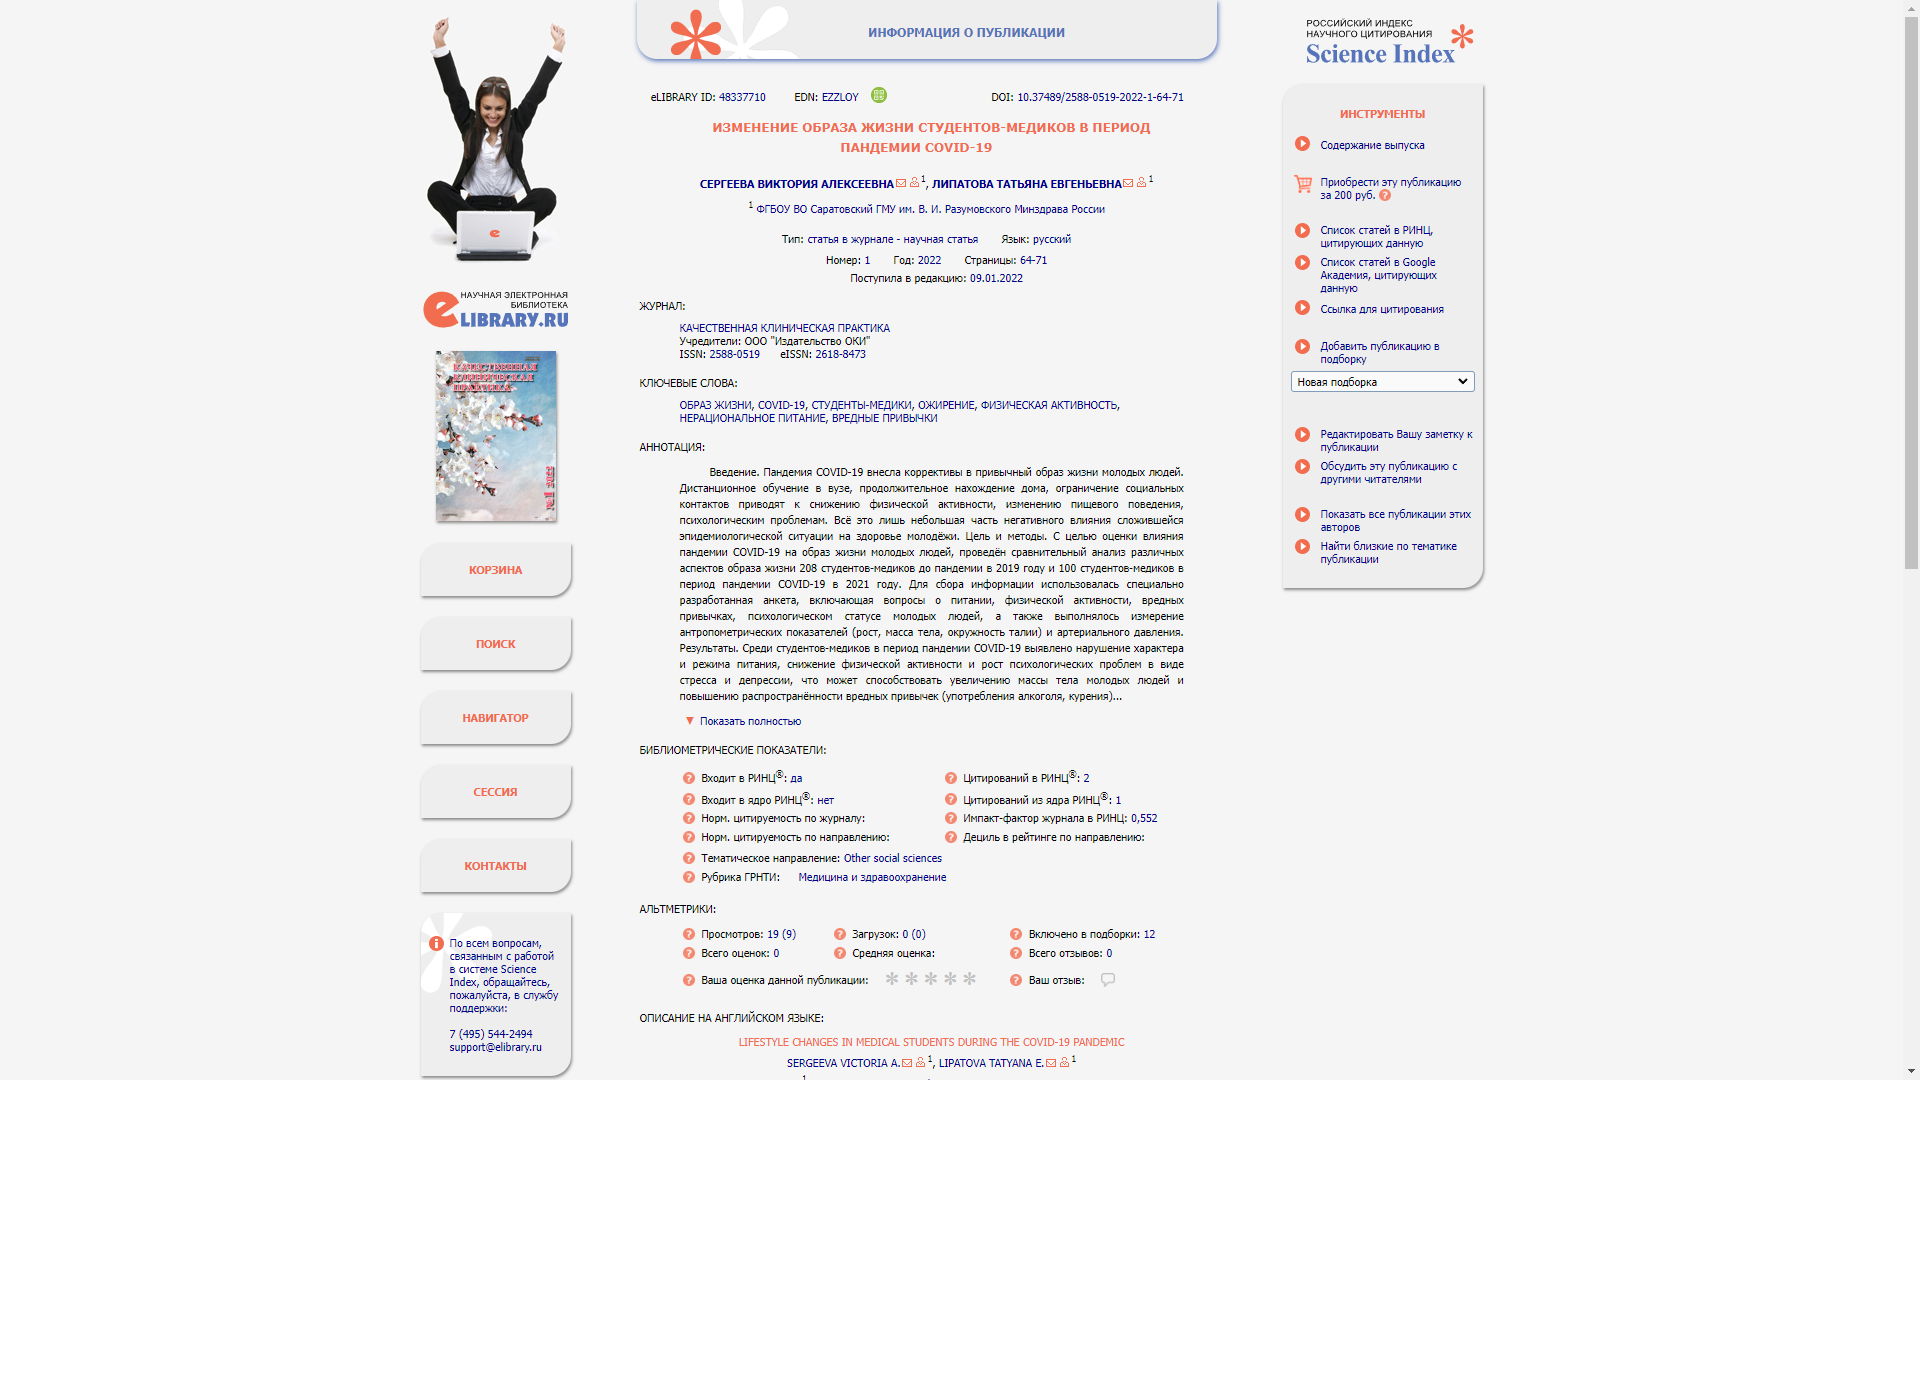 НАУЧНАЯ ЭЛЕКТРОННАЯ
БИБЛИОТЕКА
eLIBRARY.RU
КАЧЕСТВЕННАЯ
КЛИНИЧЕСКАЯ
ПРАКТИКА
№1 2022
КОРЗИНА
ПОИСК
НАВИГАТОР
СЕССИЯ
КОНТАКТЫ
По всем вопросам,
связанным с работой
в системе Science
Index, обращайтесь,
пожалуйста, в службу
поддержки:
7 (495) 544-2494
support@elibrary.ru
ИНФОРМАЦИЯ О ПУБЛИКАЦИИ
eLIBRARY ID: 48337710 EDN: EZZLOY DOI: 10.37489/2588-0519-2022-1-64-71
ИЗМЕНЕНИЕ ОБРАЗА ЖИЗНИ СТУДЕНТОВ-МЕДИКОВ В ПЕРИОД
ПАНДЕМИИ COVID-19
СЕРГЕЕВА ВИКТОРИЯ АЛЕКСЕЕВНА 1, ЛИПАТОВА ТАТЬЯНА ЕВГЕНЬЕВНА 1
1 ФГБОУ ВО Саратовский ГМУ им. В. И. Разумовского Минздрава России
Тип: статья в журнале - научная статья Язык: русский
Номер: 1 Год: 2022 Страницы: 64-71
Поступила в редакцию: 09.01.2022
ЖУРНАЛ:
КАЧЕСТВЕННАЯ КЛИНИЧЕСКАЯ ПРАКТИКА
Учредители: ООО "Издательство ОКИ"
ISSN: 2588-0519 eISSN: 2618-8473
КЛЮЧЕВЫЕ СЛОВА:
ОБРАЗ ЖИЗНИ, COVID-19, СТУДЕНТЫ-МЕДИКИ, ОЖИРЕНИЕ, ФИЗИЧЕСКАЯ АКТИВНОСТЬ,
НЕРАЦИОНАЛЬНОЕ ПИТАНИЕ, ВРЕДНЫЕ ПРИВЫЧКИ
АННОТАЦИЯ:
Введение. Пандемия COVID-19 внесла коррективы в привычный образ жизни молодых людей.
Дистанционное обучение в вузе, продолжительное нахождение дома, ограничение социальных
контактов приводят к снижению физической активности, изменению пищевого поведения,
психологическим проблемам. Всё это лишь небольшая часть негативного влияния сложившейся
эпидемиологической ситуации на здоровье молодёжи. Цель и методы. С целью оценки влияния
пандемии COVID-19 на образ жизни молодых людей, проведён сравнительный анализ различных
аспектов образа жизни 208 студентов-медиков до пандемии в 2019 году и 100 студентов-медиков в
период пандемии COVID-19 в 2021 году. Для сбора информации использовалась специально
разработанная анкета, включающая вопросы о питании, физической активности, вредных
привычках, психологическом статусе молодых людей, а также выполнялось измерение
антропометрических показателей (рост, масса тела, окружность талии) и артериального давления.
Результаты. Среди студентов-медиков в период пандемии COVID-19 выявлено нарушение характера
и режима питания, снижение физической активности и рост психологических проблем в виде
стресса и депрессии, что может способствовать увеличению массы тела молодых людей и
повышению распространённости вредных привычек (употребления алкоголя, курения)...
▼ Показать полностью
БИБЛИОМЕТРИЧЕСКИЕ ПОКАЗАТЕЛИ:
Входит в РИНЦ®: да Цитирований в РИНЦ®: 2
Входит в ядро РИНЦ®: нет Цитирований из ядра РИНЦ®: 1
Норм. цитируемость по журналу: Импакт-фактор журнала в РИНЦ: 0,552
Норм. цитируемость по направлению: Дециль в рейтинге по направлению:
Тематическое направление: Other social sciences
Рубрика ГРНТИ: Медицина и здравоохранение
АЛЬТМЕТРИКИ:
Просмотров: 19 (9) Загрузок: 0 (0) Включено в подборки: 12
Всего оценок: 0 Средняя оценка: Всего отзывов: 0
Ваша оценка данной публикации: Ваш отзыв:
ОПИСАНИЕ НА АНГЛИЙСКОМ ЯЗЫКЕ:
LIFESTYLE CHANGES IN MEDICAL STUDENTS DURING THE COVID-19 PANDEMIC
SERGEEVA VICTORIA A. 1, LIPATOVA TATYANA E. 1
1
РОССИЙСКИЙ ИНДЕКС
НАУЧНОГО ЦИТИРОВАНИЯ
Science Index
ИНСТРУМЕНТЫ
Содержание выпуска
Приобрести эту публикацию
за 200 руб.
Список статей в РИНЦ,
цитирующих данную
Список статей в Google
Академия, цитирующих
данную
Ссылка для цитирования
Добавить публикацию в
подборку
Новая подборка
Редактировать Вашу заметку к
публикации
Обсудить эту публикацию с
другими читателями
Показать все публикации этих
авторов
Найти близкие по тематике
публикации